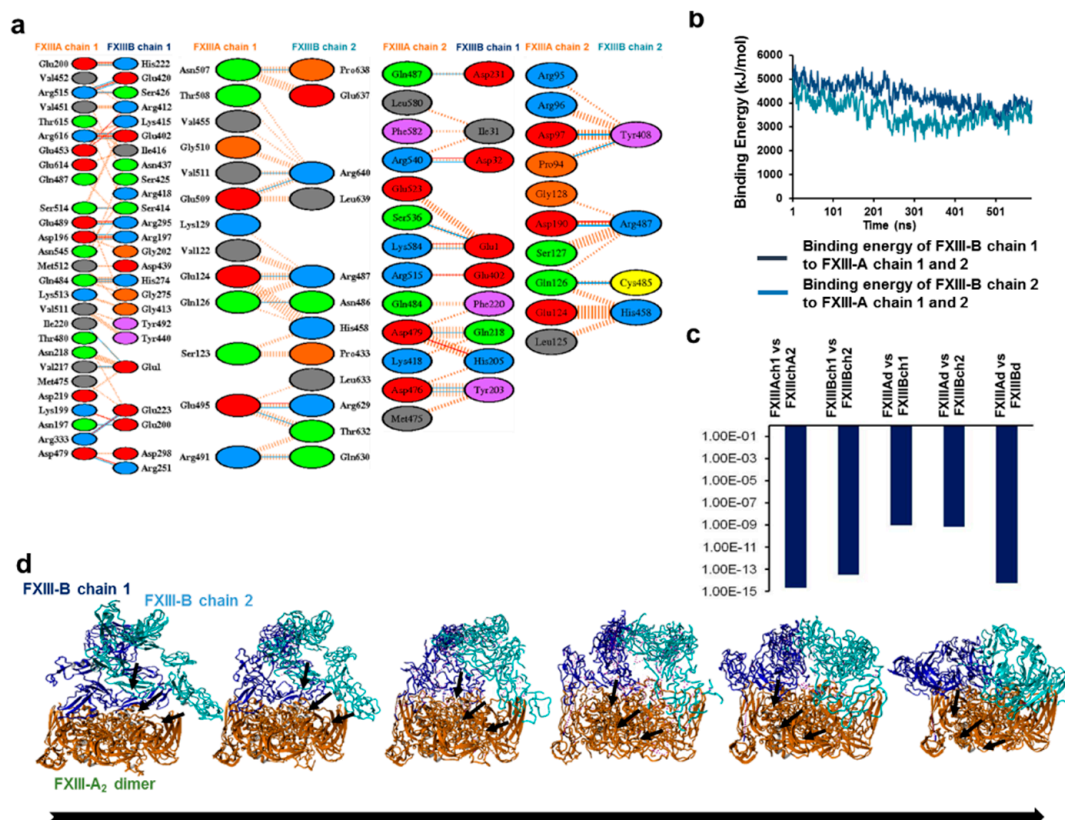 a
FXIIIA chain 1 FXIIIB chain 1
Glu200 His222
Val452 Glu420
Arg515 Ser426
Val451 Arg412
Thr615 Lys415
Arg616 Glu402
Glu453 Ile416
Glu614 Asn437
Gln487 Ser425
Arg418
Ser514 Ser414
Glu489 Arg295
Asp196 Arg197
Asn545 Gly202
Met512 Asp439
Gln484 His274
Lys513 Gly275
Val511 Gly413
Ile220 Tyr492
Thr480 Tyr440
Asn218
Val217 Glu1
Met475
Asp219
Lys199 Glu223
Asn197 Glu200
Arg333
Asp479 Asp298
Arg251
FXIIIA chain 1 FXIIIB chain 2
Asn507 Pro638
Thr508 Glu637
Val455
Gly510
Val511 Arg640
Glu509 Leu639
Lys129
Val122
Glu124 Arg487
Gln126 Asn486
His458
Ser123 Pro433
Leu633
Glu495 Arg629
Thr632
Arg491 Gln630
FXIIIA chain 2 FXIIIB chain 1
Gln487 Asp231
Leu580
Phe582 Ile31
Arg540 Asp32
Glu523
Ser536
Lys584 Glu1
Arg515 Glu402
Gln484 Phe220
Asp479 Gln218
Lys418 His205
Asp476 Tyr203
Met475
FXIIIA chain 2 FXIIIB chain 2
Arg95
Arg96
Asp97 Tyr408
Pro94
Gly128
Asp190 Arg487
Ser127
Gln126 Cys485
Glu124 His458
Leu125
b
Binding Energy (kJ/mol)
6000
5000
4000
3000
2000
1000
0
1 101 201 301 401 501
Time (ns)
Binding energy of FXIII-B chain 1
to FXIII-A chain 1 and 2
Binding energy of FXIII-B chain 2
to FXIII-A chain 1 and 2
c
FXIIIAch1 vs
FXIIIchA2
FXIIIBch1 vs
FXIIIBch2
FXIIIAd vs
FXIIIBch1
FXIIIAd vs
FXIIIBch2
FXIIIAd vs
FXIIIBd
1.00E-01
1.00E-03
1.00E-05
1.00E-07
1.00E-09
1.00E-11
1.00E-13
1.00E-15
d
FXIII-B chain 1
FXIII-B chain 2
FXIII-A₂ dimer